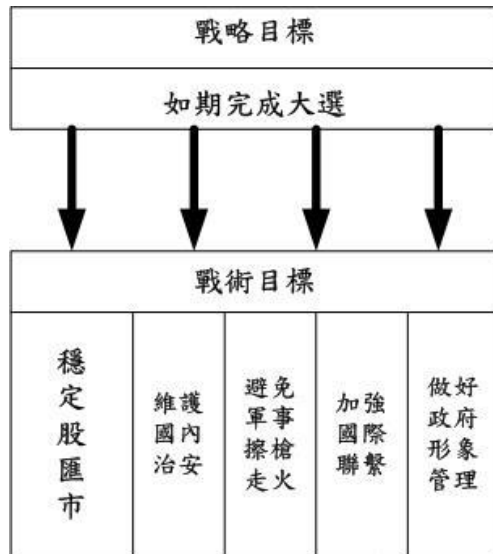 戰略目標
如期完成大選
戰術目標
穩定股匯市
維護
國內
治安
避免
軍事
擦槍
走火
加強
國際
聯繫
做好
政府
形象
管理